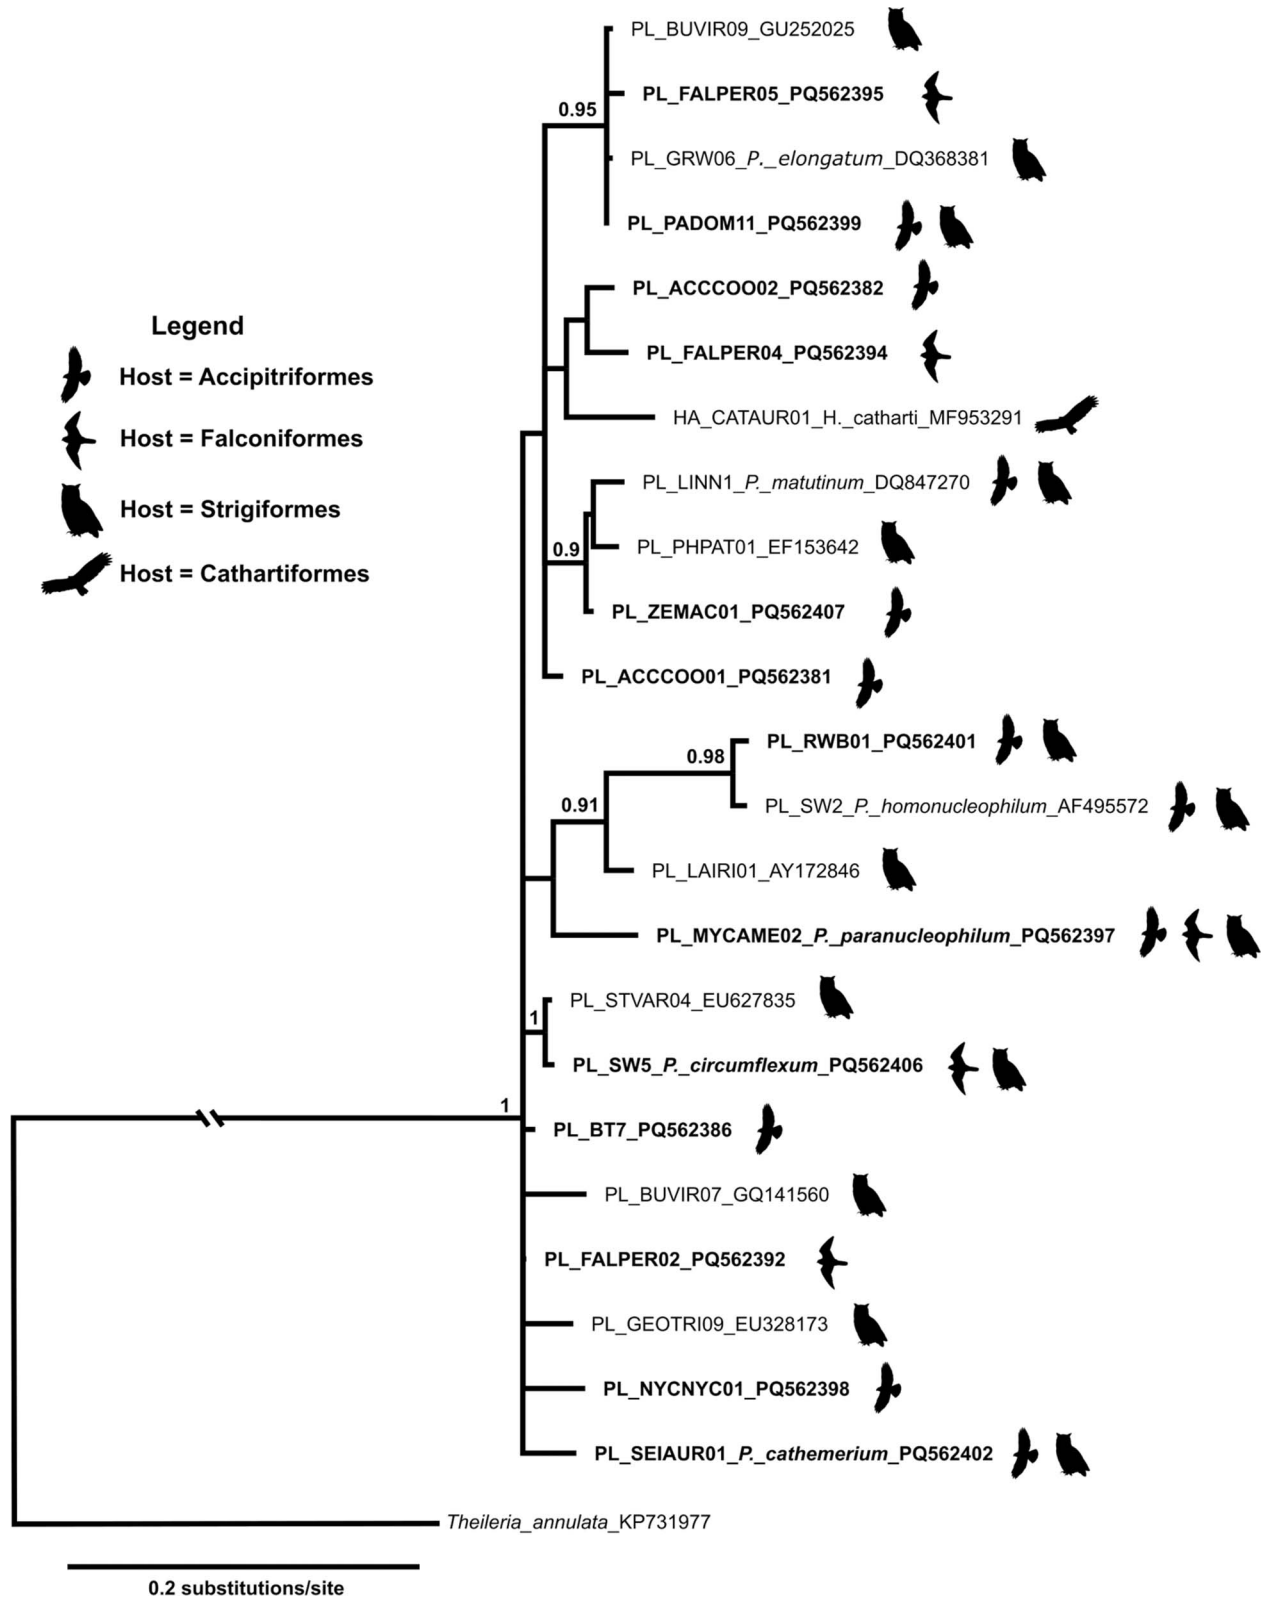 PL_BUVIR09_GU252025
0.95
PL_FALPER05_PQ562395
PL_GRW06_P._elongatum_DQ368381
PL_PADOM11_PQ562399
PL_ACCCOO02_PQ562382
PL_FALPER04_PQ562394
HA_CATAUR01_H._catharti_MF953291
Legend
Host = Accipitriformes
Host = Falconiformes
Host = Strigiformes
Host = Cathartiformes
PL_LINN1_P._matutinum_DQ847270
0.9
PL_PHPAT01_EF153642
PL_ZEMAC01_PQ562407
PL_ACCCOO01_PQ562381
PL_RWB01_PQ562401
0.98
PL_SW2_P._homonucleophilum_AF495572
0.91
PL_LAIRI01_AY172846
PL_MYCAME02_P._paranucleophilum_PQ562397
PL_STVAR04_EU627835
1
PL_SW5_P._circumflexum_PQ562406
1
PL_BT7_PQ562386
PL_BUVIR07_GQ141560
PL_FALPER02_PQ562392
PL_GEOTRI09_EU328173
PL_NYCNYC01_PQ562398
PL_SEIAUR01_P._cathemerium_PQ562402
Theileria_annulata_KP731977
0.2 substitutions/site